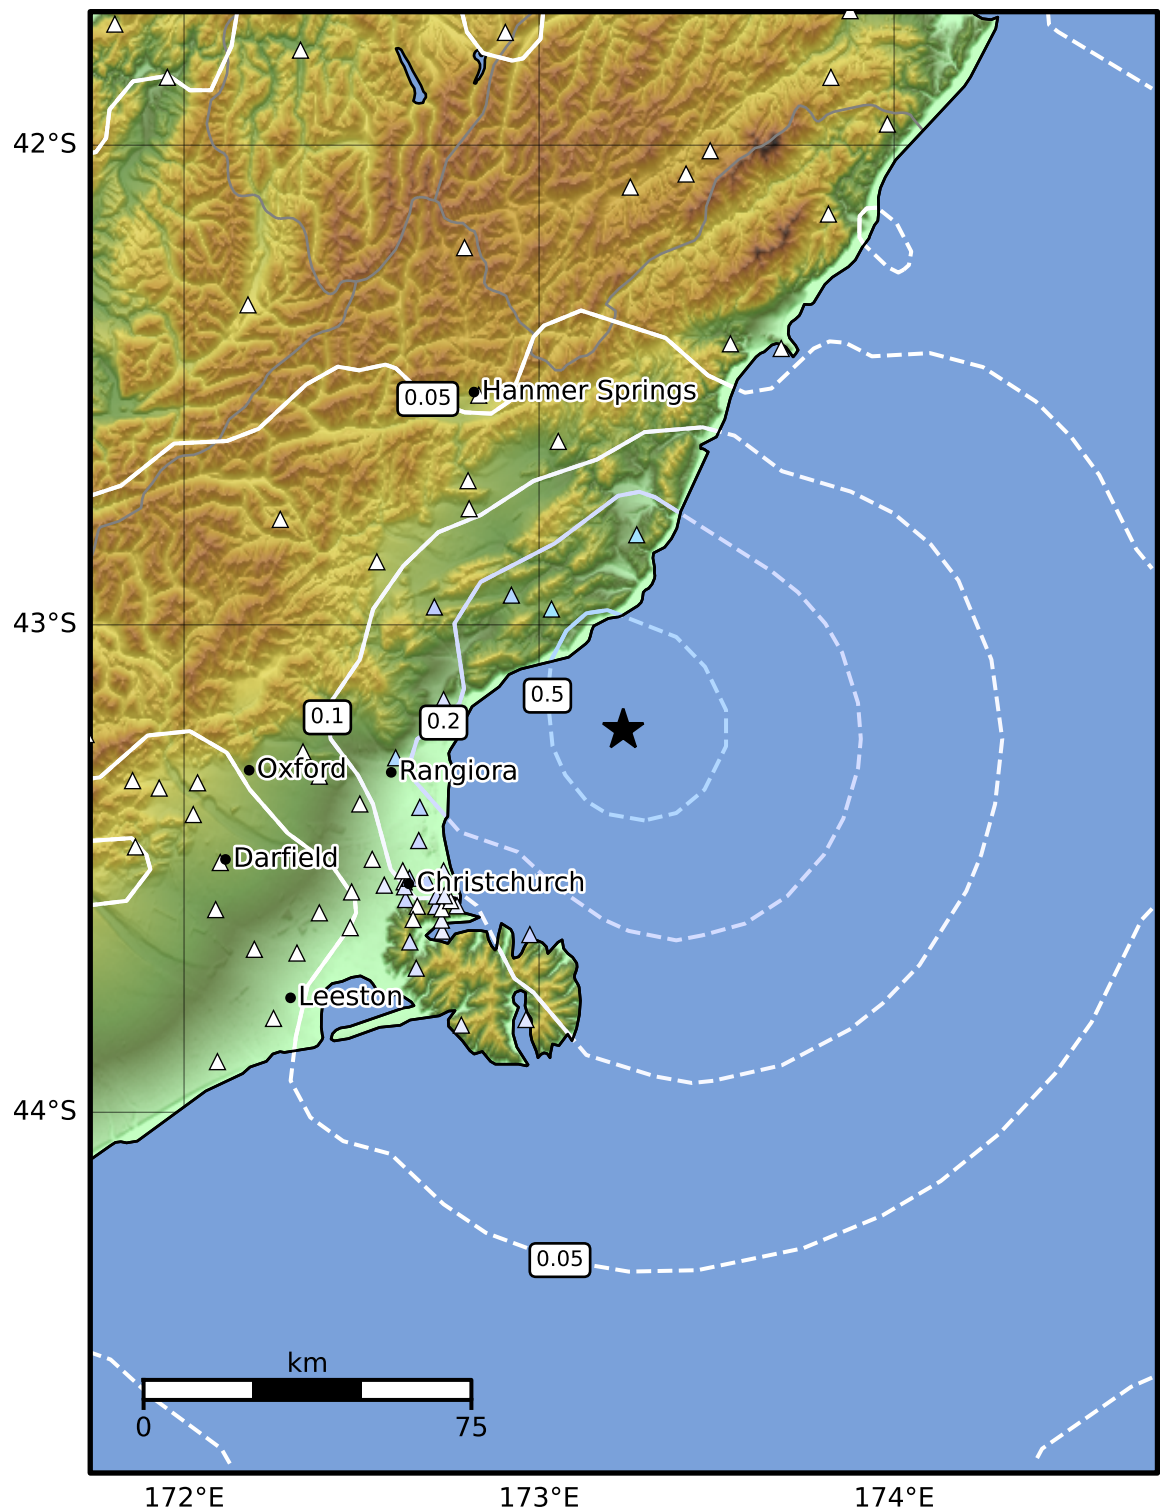 42°S
0.05
Hanmer Springs
43°S
0.5
0.1
0.2
Oxford
Rangiora
Darfield
Christchurch
Leeston
44°S
0.05
km
0
75
172°E
173°E
174°E